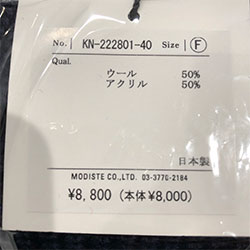 No. KN-222801-40 Size F
Qual.
ウール 50%
アクリル 50%
日本製
MODISTE CO.,LTD. 03-3770-2184
¥8,800(本体¥8,000)